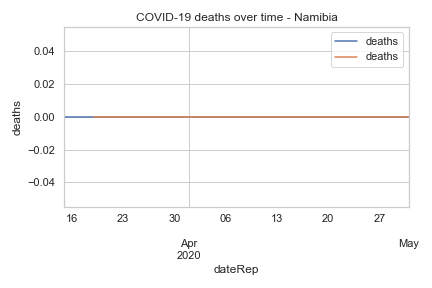 COVID-19 deaths over time - Namibia
deaths
deaths
0.04
0.02
0.00
−0.02
−0.04
deaths
16 23 30 06 13 20 27
Apr May
2020
dateRep